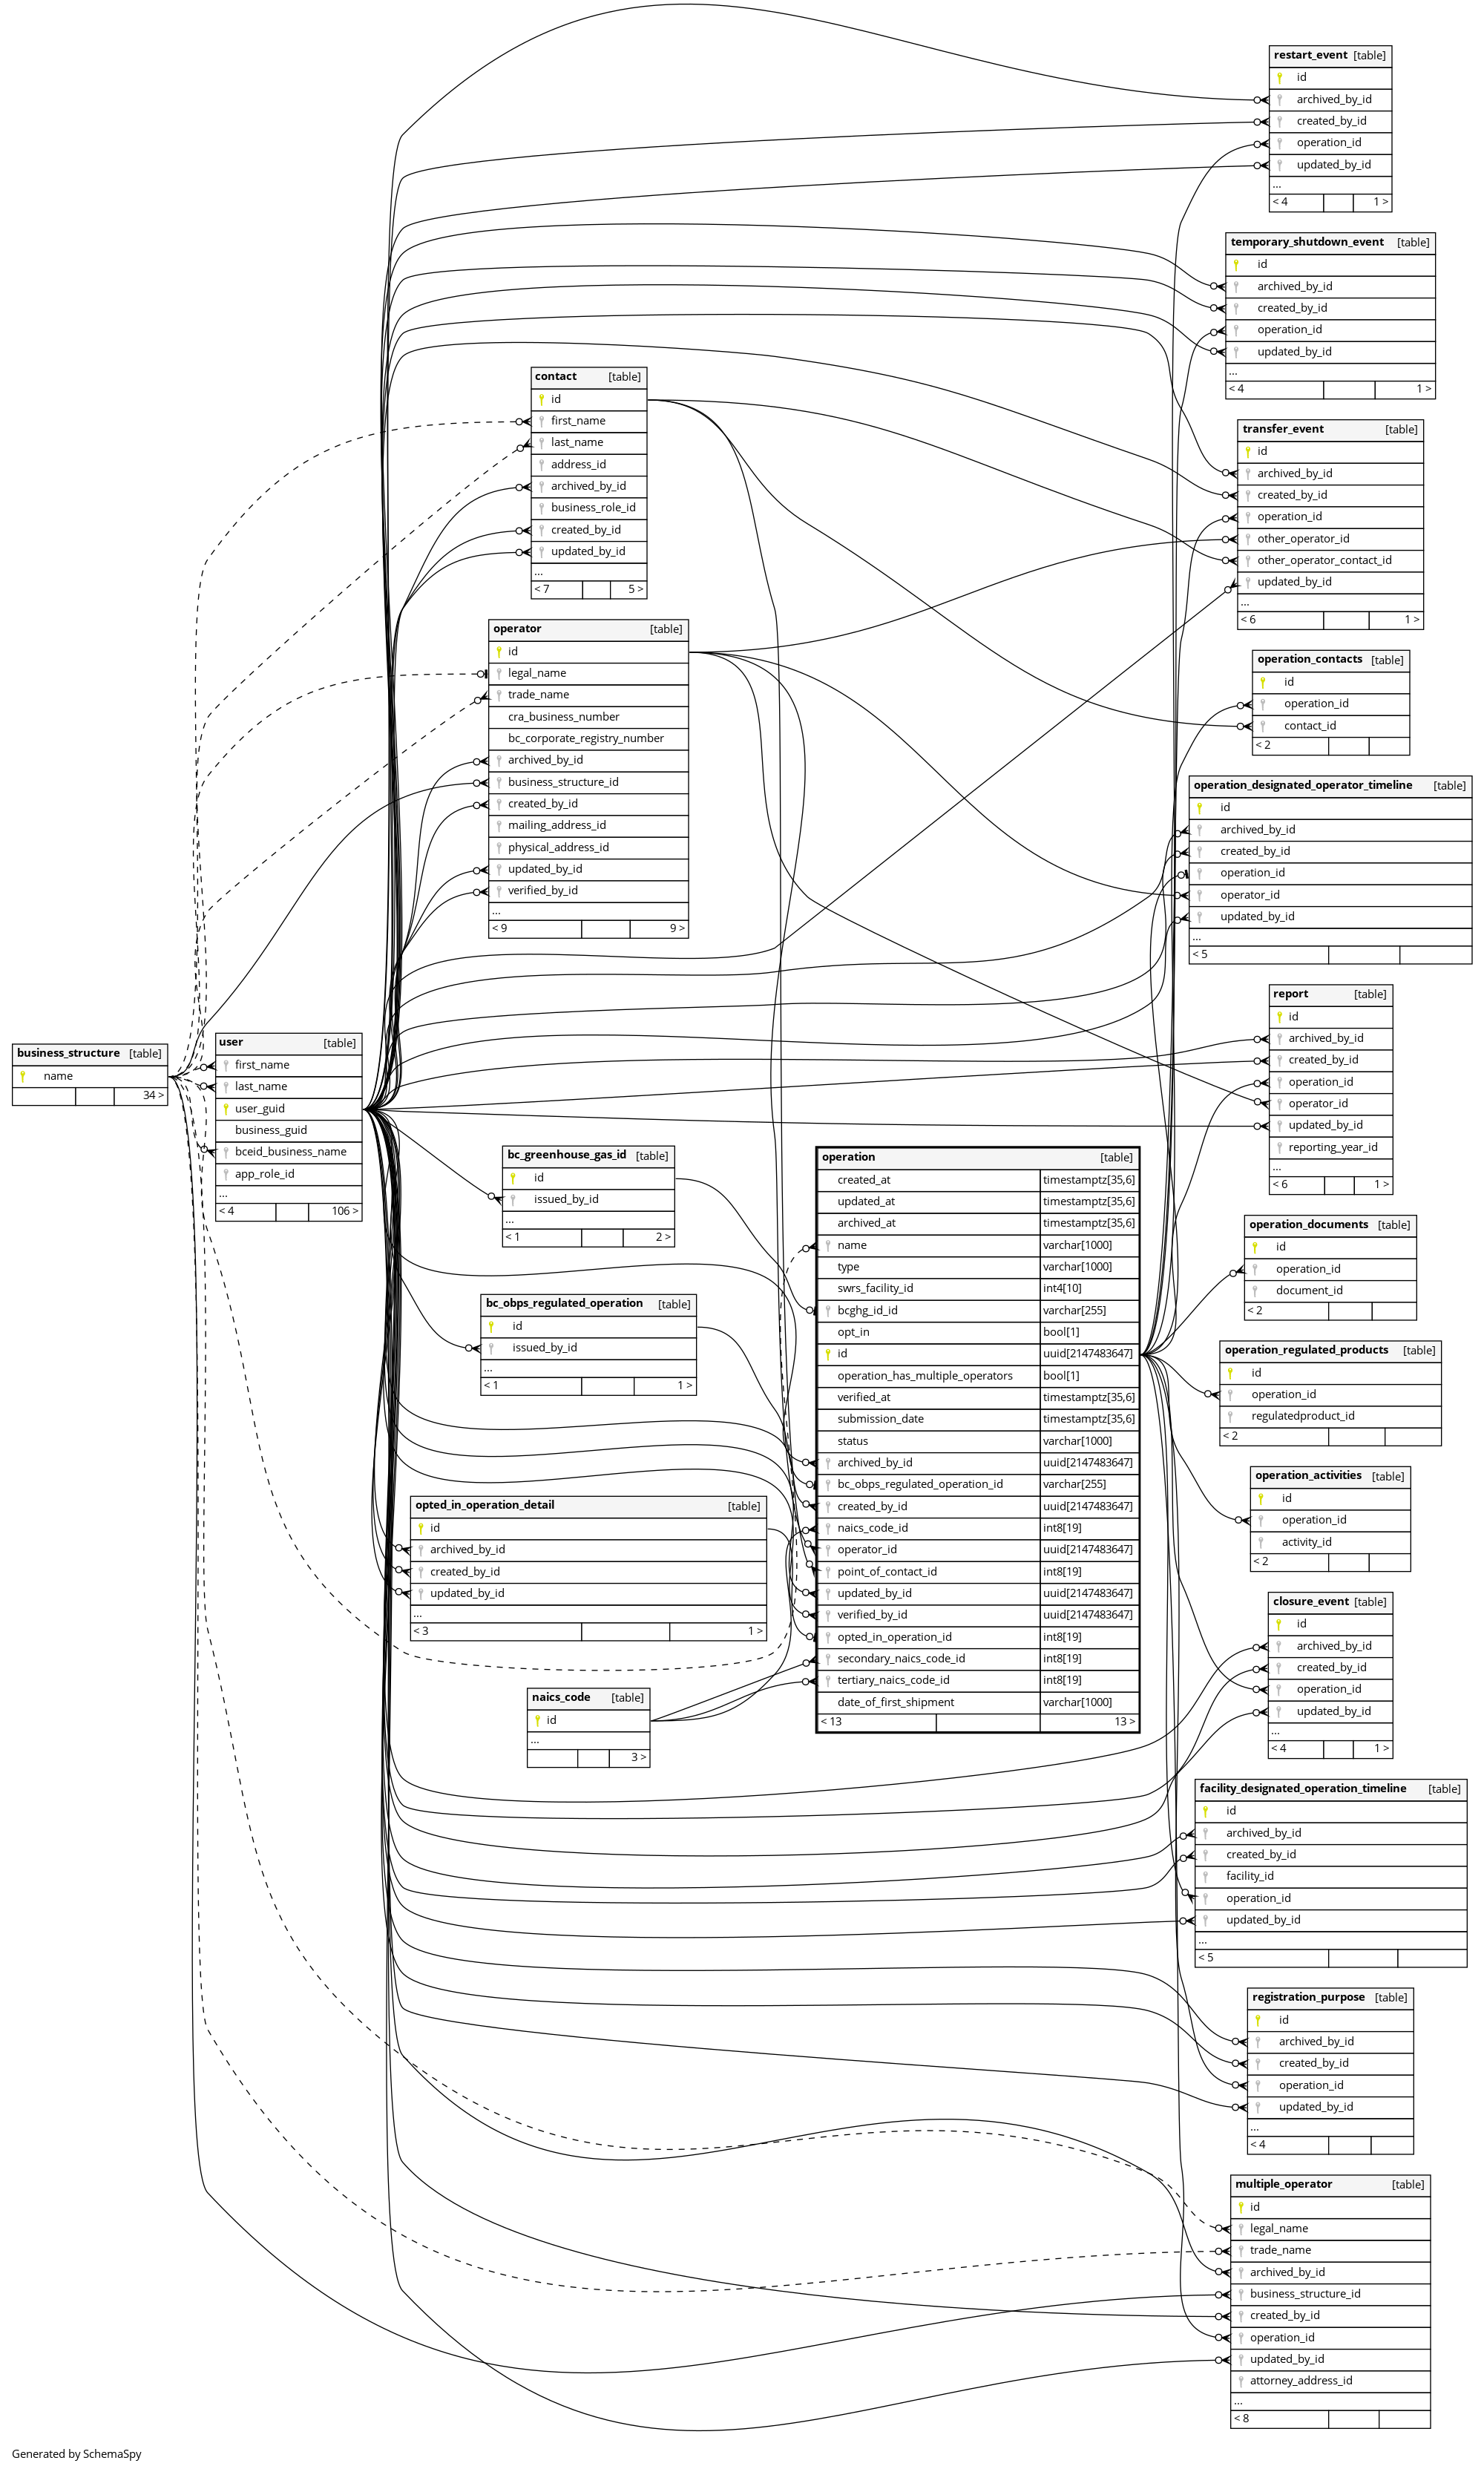 restart_event [table]
id
archived_by_id
created_by_id
operation_id
updated_by_id
...
< 4 1 >
temporary_shutdown_event [table]
id
archived_by_id
created_by_id
operation_id
updated_by_id
...
< 4 1 >
contact [table]
id
first_name
last_name
address_id
archived_by_id
business_role_id
created_by_id
updated_by_id
...
< 7 5 >
transfer_event [table]
id
archived_by_id
created_by_id
operation_id
other_operator_id
other_operator_contact_id
updated_by_id
...
< 6 1 >
operator [table]
id
legal_name
trade_name
cra_business_number
bc_corporate_registry_number
archived_by_id
business_structure_id
created_by_id
mailing_address_id
physical_address_id
updated_by_id
verified_by_id
...
< 9 9 >
operation_contacts [table]
id
operation_id
contact_id
< 2
operation_designated_operator_timeline [table]
id
archived_by_id
created_by_id
operation_id
operator_id
updated_by_id
...
< 5
business_structure [table]
name
34 >
user [table]
first_name
last_name
user_guid
business_guid
bceid_business_name
app_role_id
...
< 4 106 >
report [table]
id
archived_by_id
created_by_id
operation_id
operator_id
updated_by_id
reporting_year_id
...
< 6 1 >
bc_greenhouse_gas_id [table]
id
issued_by_id
...
< 1 2 >
operation [table]
created_at timestamptz[35,6]
updated_at timestamptz[35,6]
archived_at timestamptz[35,6]
name varchar[1000]
type varchar[1000]
swrs_facility_id int4[10]
bcghg_id_id varchar[255]
opt_in bool[1]
id uuid[2147483647]
operation_has_multiple_operators bool[1]
verified_at timestamptz[35,6]
submission_date timestamptz[35,6]
status varchar[1000]
archived_by_id uuid[2147483647]
bc_obps_regulated_operation_id varchar[255]
created_by_id uuid[2147483647]
naics_code_id int8[19]
operator_id uuid[2147483647]
point_of_contact_id int8[19]
updated_by_id uuid[2147483647]
verified_by_id uuid[2147483647]
opted_in_operation_id int8[19]
secondary_naics_code_id int8[19]
tertiary_naics_code_id int8[19]
date_of_first_shipment varchar[1000]
< 13 13 >
operation_documents [table]
id
operation_id
document_id
< 2
bc_obps_regulated_operation [table]
id
issued_by_id
...
< 1 1 >
operation_regulated_products [table]
id
operation_id
regulatedproduct_id
< 2
operation_activities [table]
id
operation_id
activity_id
< 2
opted_in_operation_detail [table]
id
archived_by_id
created_by_id
updated_by_id
...
< 3 1 >
closure_event [table]
id
archived_by_id
created_by_id
operation_id
updated_by_id
...
< 4 1 >
naics_code [table]
id
...
3 >
facility_designated_operation_timeline [table]
id
archived_by_id
created_by_id
facility_id
operation_id
updated_by_id
...
< 5
registration_purpose [table]
id
archived_by_id
created_by_id
operation_id
updated_by_id
...
< 4
multiple_operator [table]
id
legal_name
trade_name
archived_by_id
business_structure_id
created_by_id
operation_id
updated_by_id
attorney_address_id
...
< 8
Generated by SchemaSpy